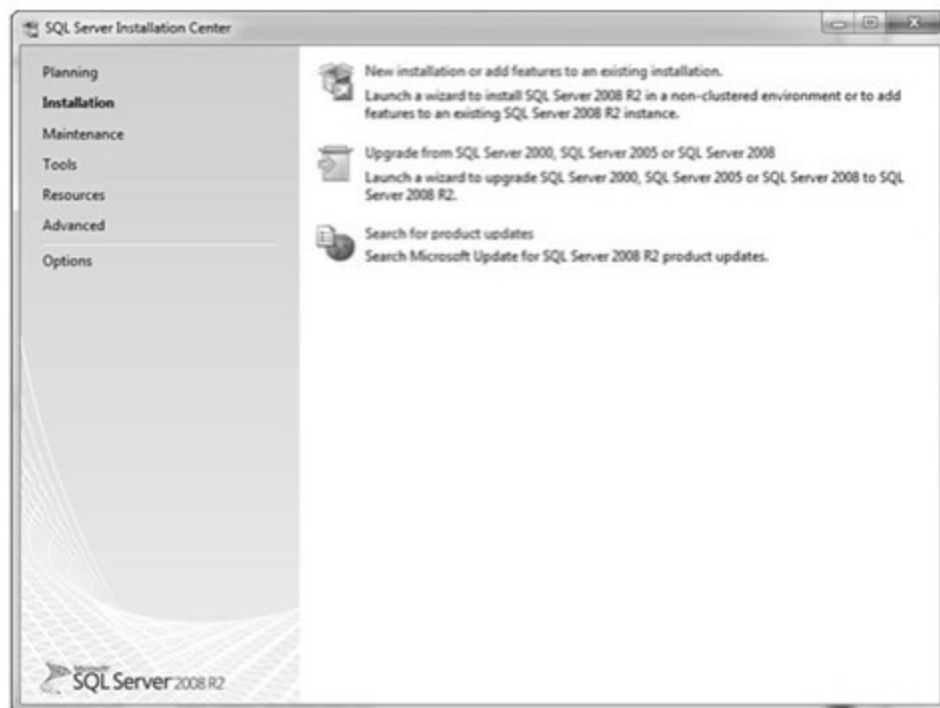 SQL Server Installation Center
Planning
Installation
Maintenance
Tools
Resources
Advanced
Options
New installation or add features to an existing installation.
Launch a wizard to install SQL Server 2008 R2 in a non-clustered environment or to add
features to an existing SQL Server 2008 R2 instance.
Upgrade from SQL Server 2000, SQL Server 2005 or SQL Server 2008
Launch a wizard to upgrade SQL Server 2000, SQL Server 2005 or SQL Server 2008 to SQL
Server 2008 R2.
Search for product updates
Search Microsoft Update for SQL Server 2008 R2 product updates.
Microsoft
SQL Server 2008 R2